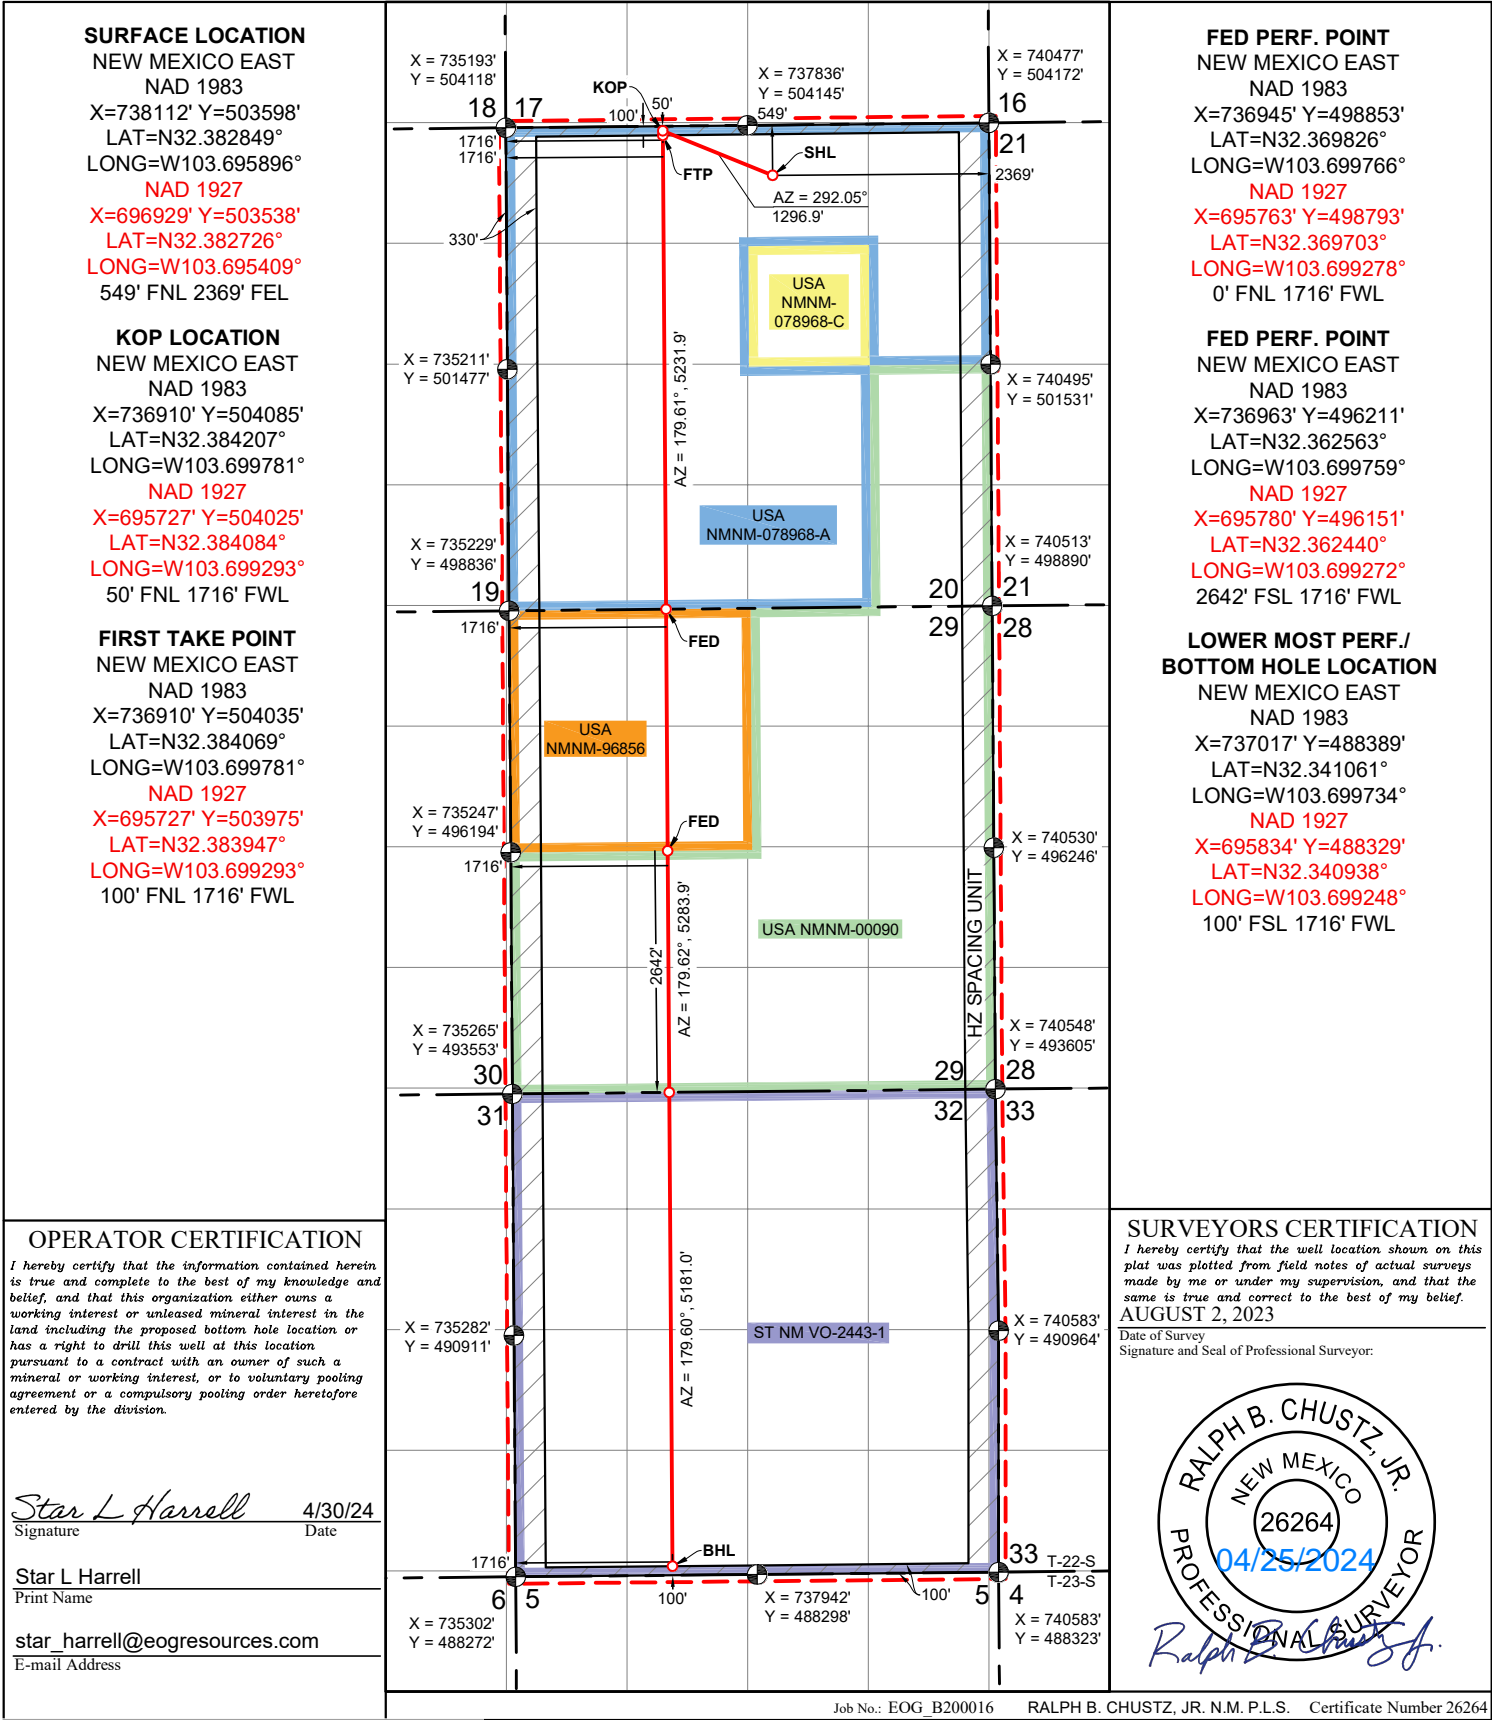 SURFACE LOCATION
NEW MEXICO EAST
NAD 1983
X=738112' Y=503598'
LAT=N32.382849°
LONG=W103.695896°
NAD 1927
X=696929' Y=503538'
LAT=N32.382726°
LONG=W103.695409°
549' FNL 2369' FEL
KOP LOCATION
NEW MEXICO EAST
NAD 1983
X=736910' Y=504085'
LAT=N32.384207°
LONG=W103.699781°
NAD 1927
X=695727' Y=504025'
LAT=N32.384084°
LONG=W103.699293°
50' FNL 1716' FWL
FIRST TAKE POINT
NEW MEXICO EAST
NAD 1983
X=736910' Y=504035'
LAT=N32.384069°
LONG=W103.699781°
NAD 1927
X=695727' Y=503975'
LAT=N32.383947°
LONG=W103.699293°
100' FNL 1716' FWL
OPERATOR CERTIFICATION
I hereby certify that the information contained herein
is true and complete to the best of my knowledge and
belief, and that this organization either owns a
working interest or unleased mineral interest in the
land including the proposed bottom hole location or
has a right to drill this well at this location
pursuant to a contract with an owner of such a
mineral or working interest, or to voluntary pooling
agreement or a compulsory pooling order heretofore
entered by the division.
Star L Harrell 4/30/24
Signature Date
Star L Harrell
Print Name
star_harrell@eogresources.com
E-mail Address
X = 735193'
Y = 504118'
X = 737836'
Y = 504145'
X = 740477'
Y = 504172'
KOP
50'
100'
549'
18 17
16
21
1716'
1716'
FTP
SHL
2369'
AZ = 292.05°
1296.9'
330'
USA
NMNM-
078968-C
AZ = 179.61°, 5231.9'
X = 735211'
Y = 501477'
X = 740495'
Y = 501531'
USA
NMNM-078968-A
X = 735229'
Y = 498836'
X = 740513'
Y = 498890'
19
20 21
29 28
1716'
FED
USA
NMNM-96856
X = 735247'
Y = 496194'
FED
X = 740530'
Y = 496246'
1716'
2642'
AZ = 179.62°, 5283.9'
USA NMNM-00090
HZ SPACING UNIT
X = 735265'
Y = 493553'
X = 740548'
Y = 493605'
30
29 28
31
32 33
AZ = 179.60°, 5181.0'
ST NM VO-2443-1
X = 735282'
Y = 490911'
X = 740583'
Y = 490964'
1716'
BHL
33
T-22-S
T-23-S
6 5
100'
100'
5 4
X = 735302'
Y = 488272'
X = 737942'
Y = 488298'
X = 740583'
Y = 488323'
FED PERF. POINT
NEW MEXICO EAST
NAD 1983
X=736945' Y=498853'
LAT=N32.369826°
LONG=W103.699766°
NAD 1927
X=695763' Y=498793'
LAT=N32.369703°
LONG=W103.699278°
0' FNL 1716' FWL
FED PERF. POINT
NEW MEXICO EAST
NAD 1983
X=736963' Y=496211'
LAT=N32.362563°
LONG=W103.699759°
NAD 1927
X=695780' Y=496151'
LAT=N32.362440°
LONG=W103.699272°
2642' FSL 1716' FWL
LOWER MOST PERF./
BOTTOM HOLE LOCATION
NEW MEXICO EAST
NAD 1983
X=737017' Y=488389'
LAT=N32.341061°
LONG=W103.699734°
NAD 1927
X=695834' Y=488329'
LAT=N32.340938°
LONG=W103.699248°
100' FSL 1716' FWL
SURVEYORS CERTIFICATION
I hereby certify that the well location shown on this
plat was plotted from field notes of actual surveys
made by me or under my supervision, and that the
same is true and correct to the best of my belief.
AUGUST 2, 2023
Date of Survey
Signature and Seal of Professional Surveyor:
RALPH B. CHUSTZ, JR.
NEW MEXICO
26264
04/25/2024
PROFESSIONAL SURVEYOR
Ralph B. Chustz Jr.
Job No.: EOG_B200016 RALPH B. CHUSTZ, JR. N.M. P.L.S. Certificate Number 26264